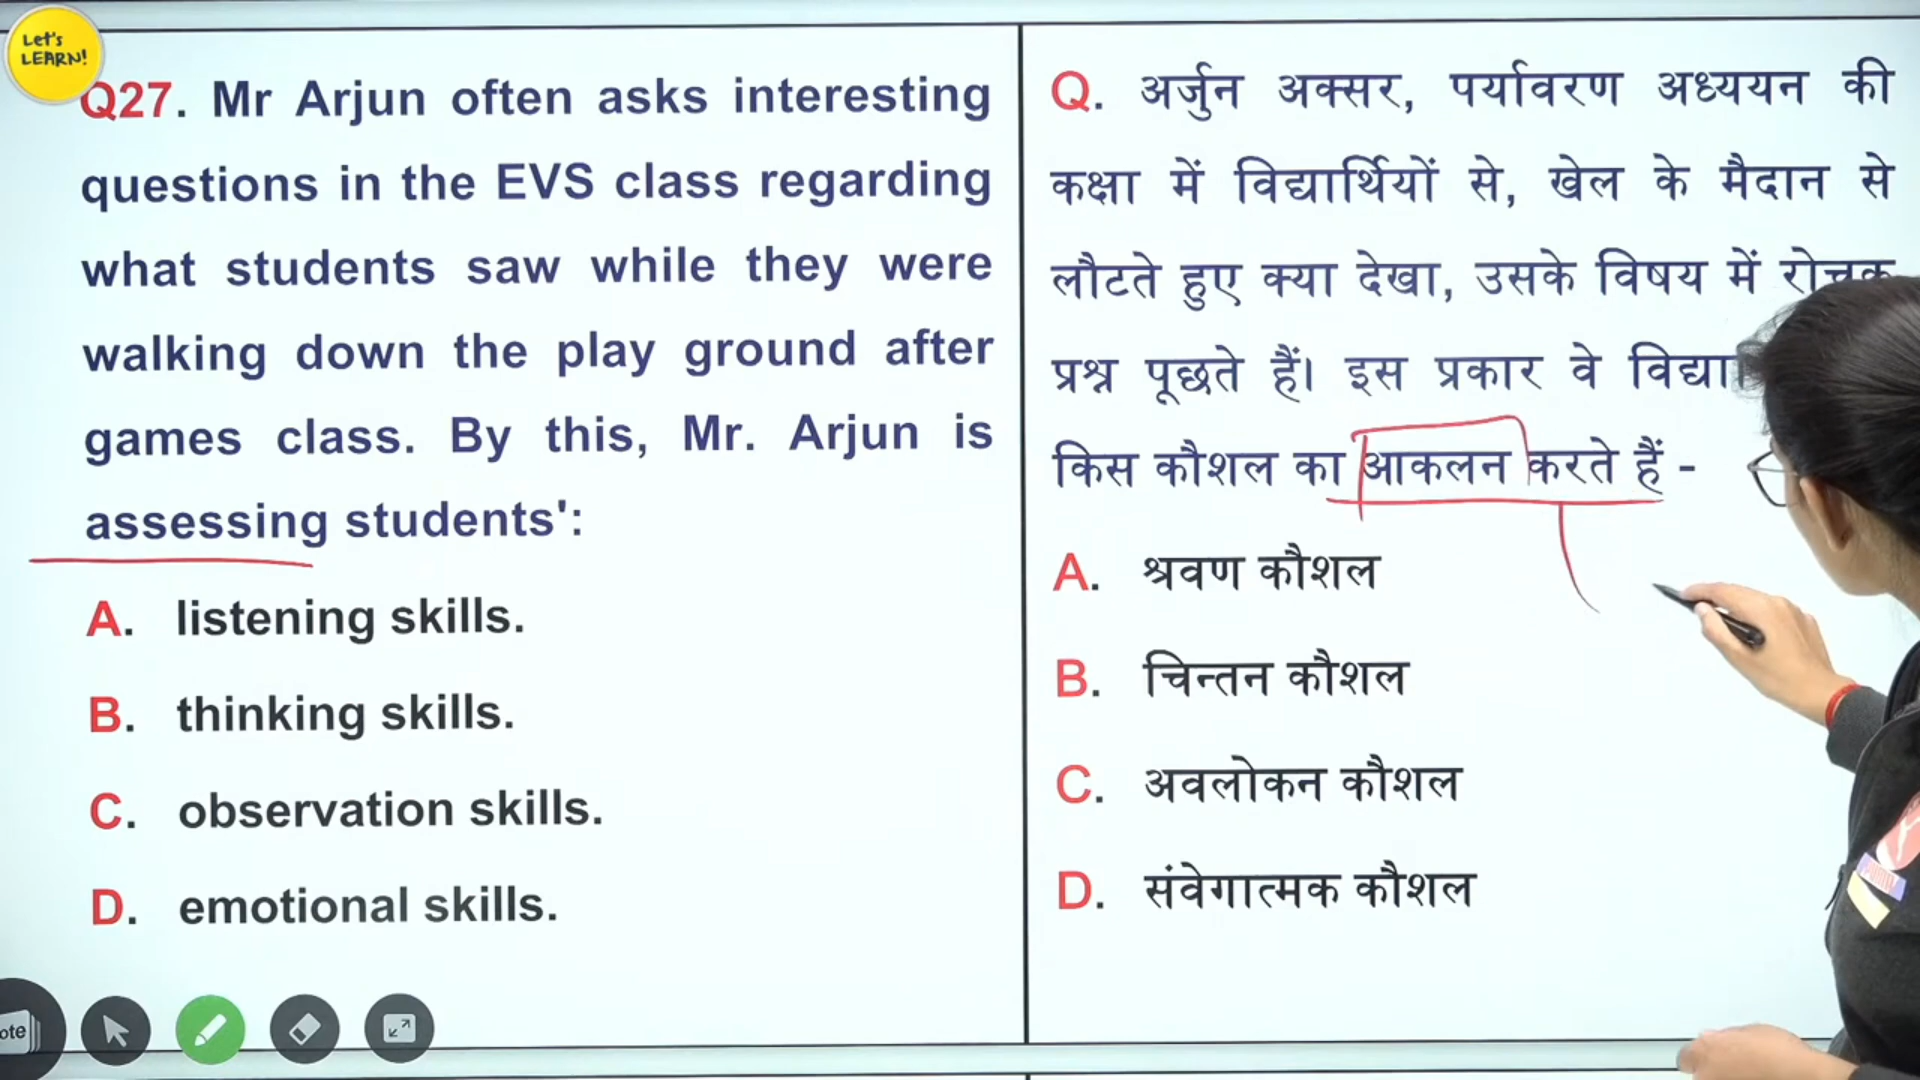 Let's
LEARN!
Q27. Mr Arjun often asks interesting
questions in the EVS class regarding
what students saw while they were
walking down the play ground after
games class. By this, Mr. Arjun is
assessing students':
A. listening skills.
B. thinking skills.
C. observation skills.
D. emotional skills.
Q. अर्जुन अक्सर, पर्यावरण अध्ययन की
कक्षा में विद्यार्थियों से, खेल के मैदान से
लौटते हुए क्या देखा, उसके विषय में रोचक
प्रश्न पूछते हैं। इस प्रकार वे
किस कौशल का आकलन करते हैं -
A. श्रवण कौशल
B. चिन्तन कौशल
C. अवलोकन कौशल
D. संवेगात्मक कौशल